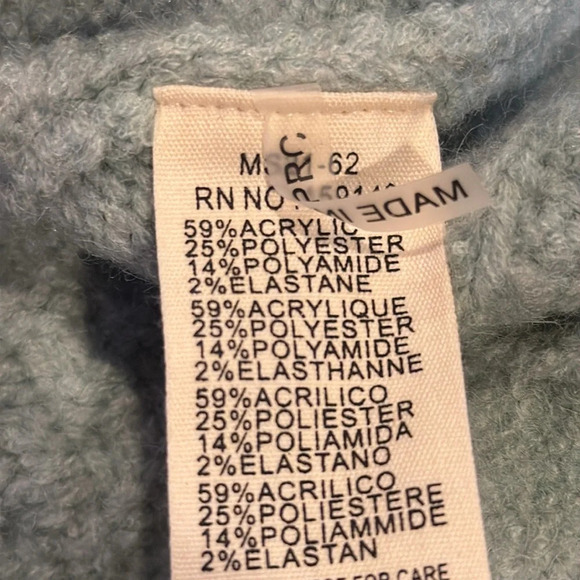 -62
RN NO
PRC
MADE IN
59%ACRYLIC
25%POLYESTER
14%POLYAMIDE
2%ELASTANE
59%ACRYLIQUE
25%POLYESTER
14%POLYAMIDE
2%ELASTHANNE
59%ACRILICO
25%POLIESTER
14%POLIAMIDA
2%ELASTANO
59%ACRILICO
25%POLIESTERE
14%POLIAMMIDE
2%ELASTAN
FOR CARE